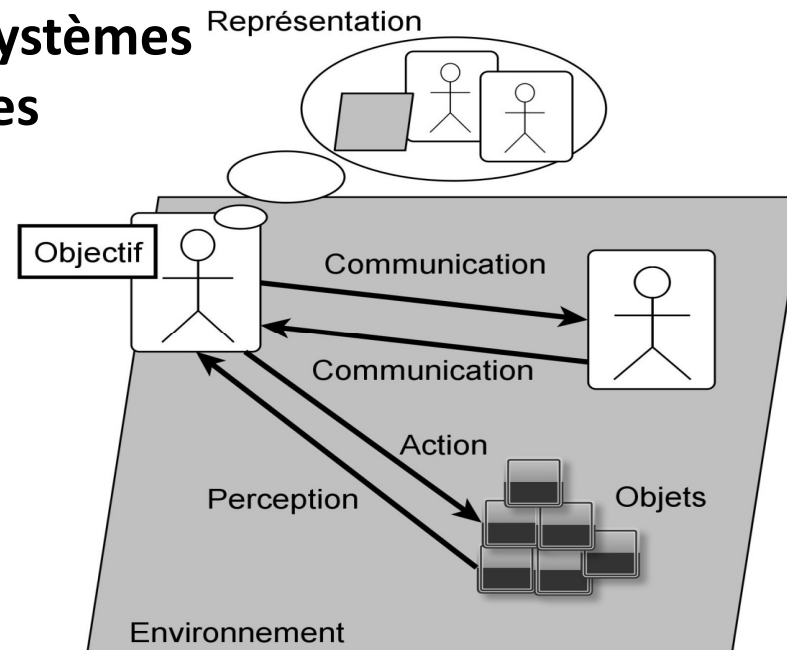 ystèmes
es
Représentation
Objectif
Communication
Communication
Action
Perception
Objets
Environnement